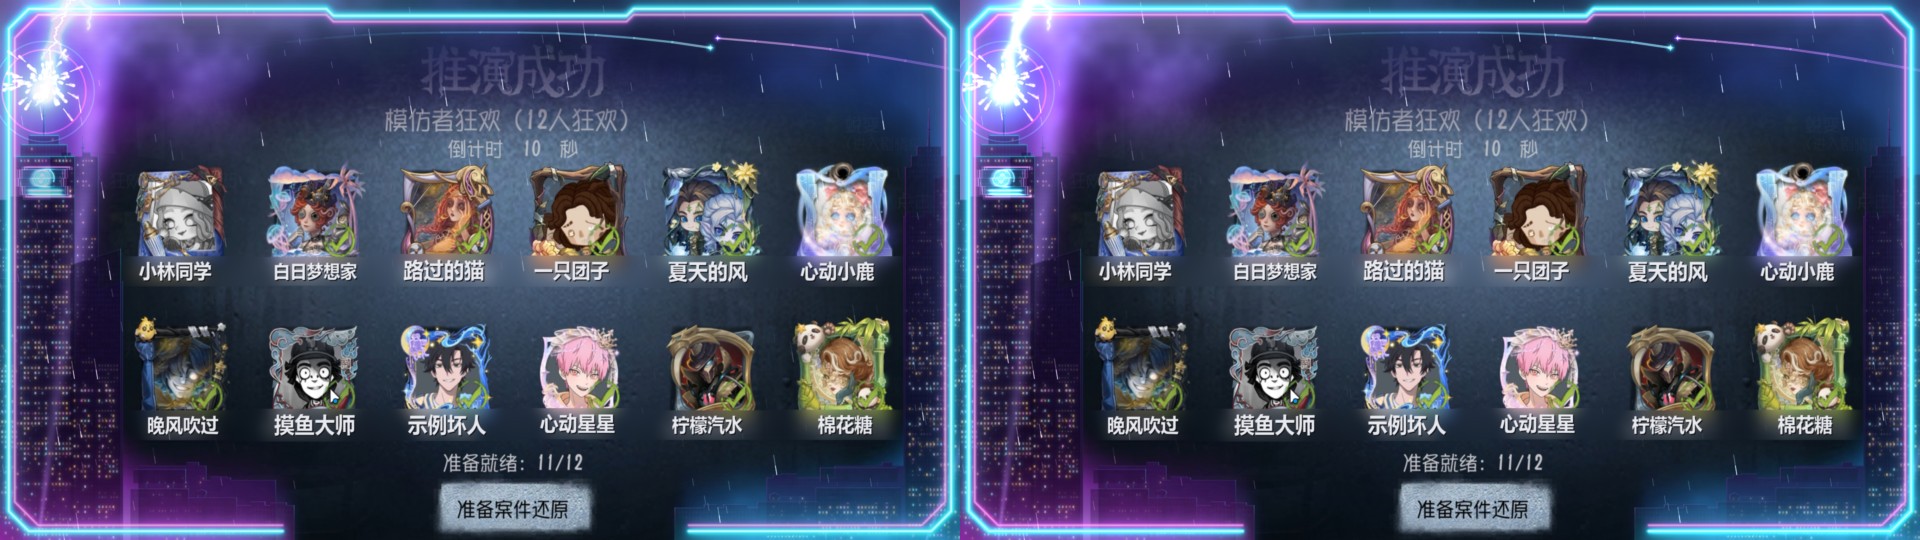 推演成功
模仿者狂欢（12人狂欢）
倒计时 10 秒
小林同学 白日梦想家 路过的猫 一只团子 夏天的风 心动小鹿
晚风吹过 摸鱼大师 示例坏人 心动星星 柠檬汽水 棉花糖
准备就绪：11/12
准备案件还原
推演成功
模仿者狂欢（12人狂欢）
倒计时 10 秒
小林同学 白日梦想家 路过的猫 一只团子 夏天的风 心动小鹿
晚风吹过 摸鱼大师 示例坏人 心动星星 柠檬汽水 棉花糖
准备就绪：11/12
准备案件还原